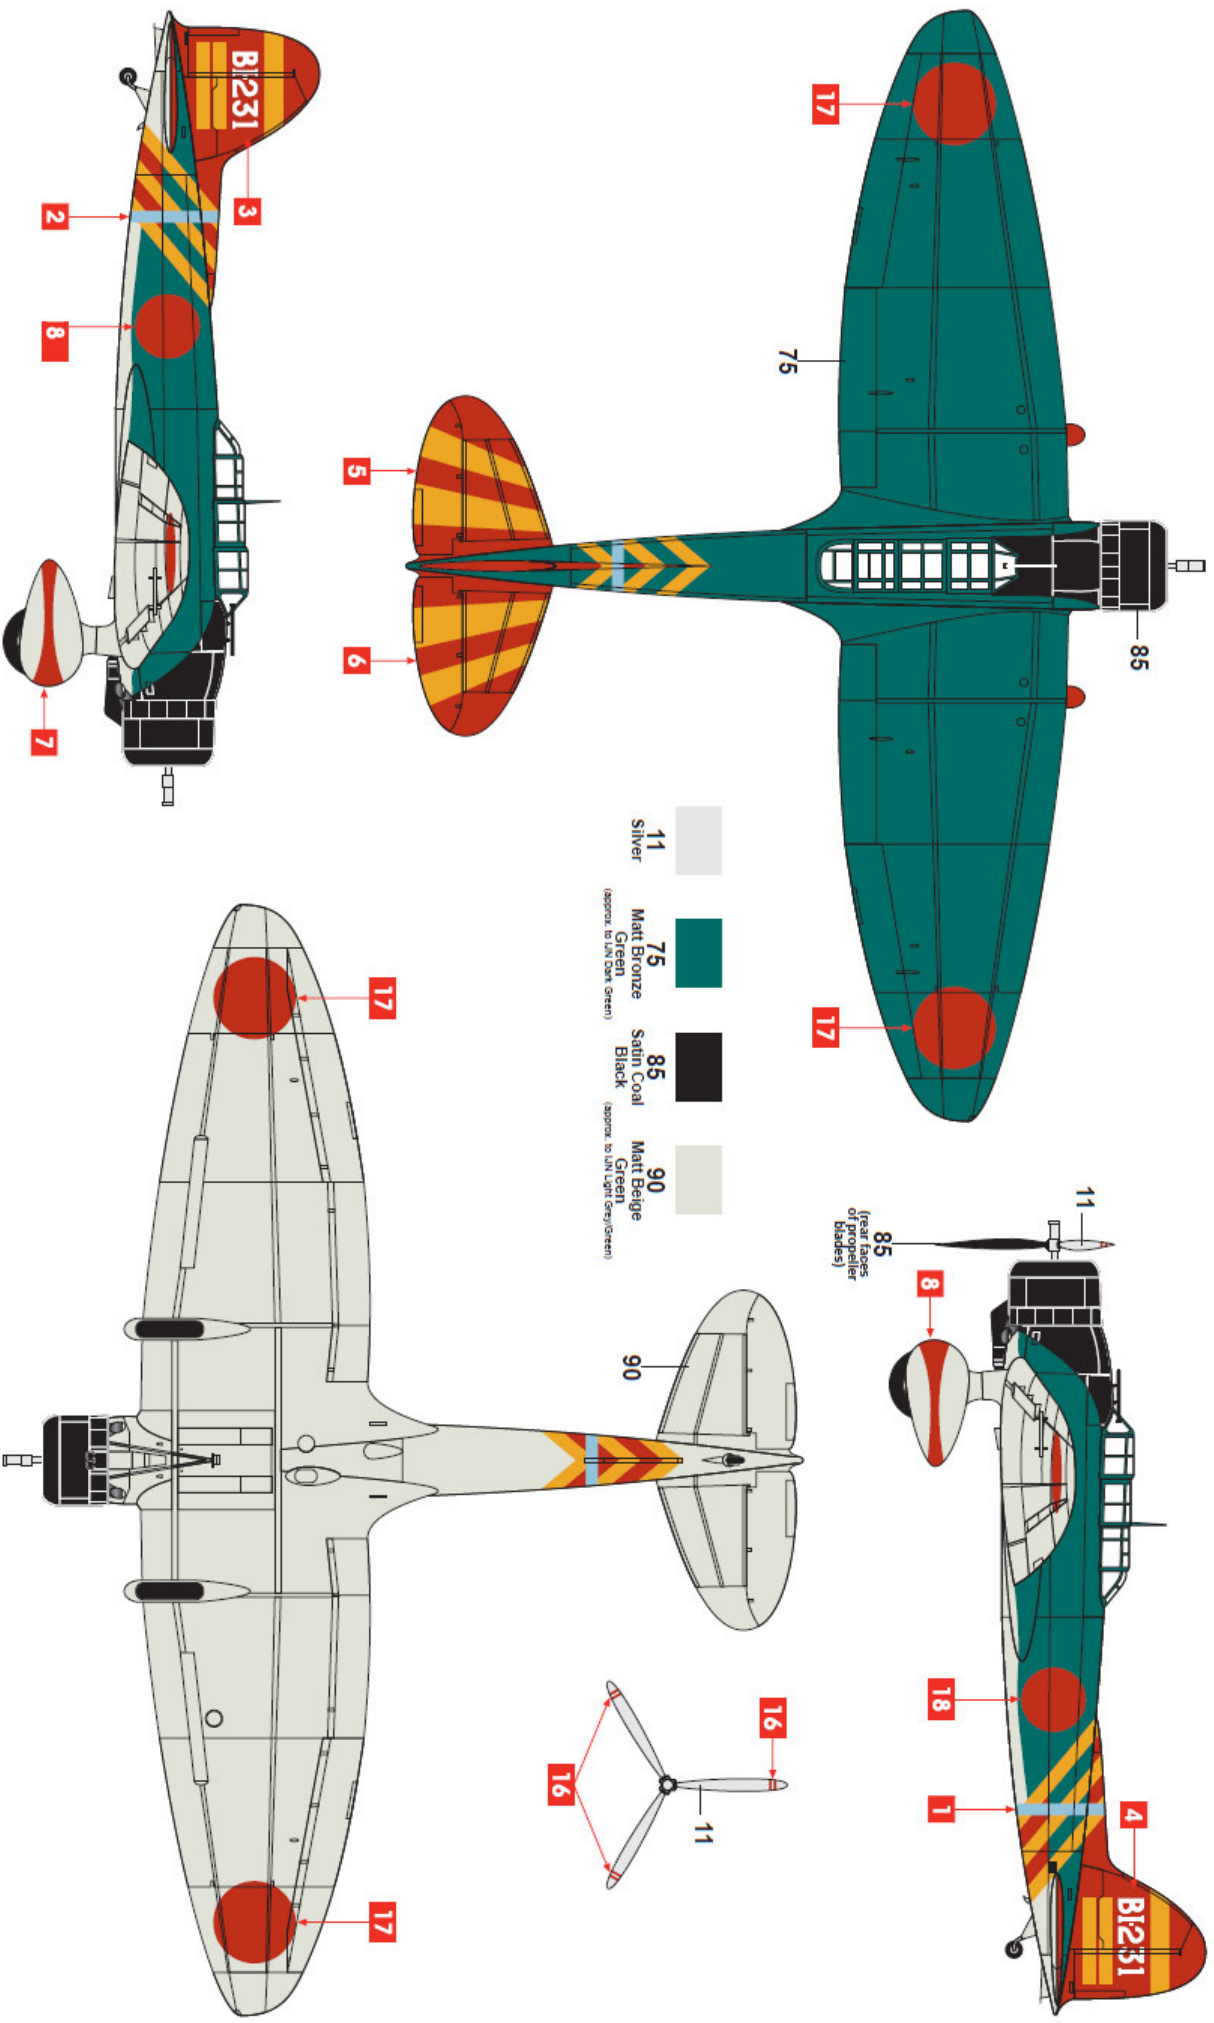 17
75
85
17
11
85
(rear faces
of propeller
blades)
8
18
1
4
BI-231
11
Silver
75
Matt Bronze
Green
(approx. to IJN Dark Green)
85
Satin Coal
Black
90
Matt Beige
Green
(approx. to IJN Light Grey/Green)
5
6
BI-231
3
2
8
7
90
16
11
16
17
17